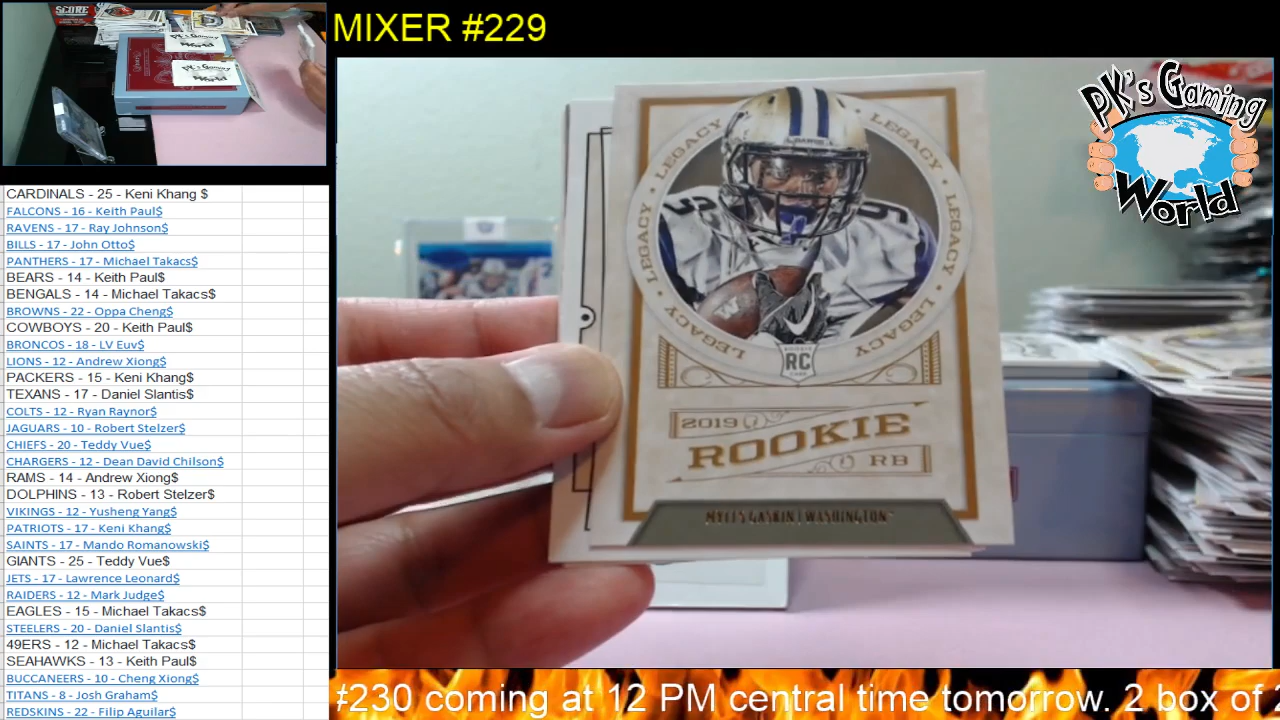 SCORE
MIXER #229
PK's Gaming
World
CARDINALS - 25 - Keni Khang $
FALCONS - 16 - Keith Paul$
RAVENS - 17 - Ray Johnson$
BILLS - 17 - John Otto$
PANTHERS - 17 - Michael Takacs$
BEARS - 14 - Keith Paul$
BENGALS - 14 - Michael Takacs$
BROWNS - 22 - Oppa Cheng$
COWBOYS - 20 - Keith Paul$
BRONCOS - 18 - LV Euv$
LIONS - 12 - Andrew Xiong$
PACKERS - 15 - Keni Khang$
TEXANS - 17 - Daniel Slantis$
COLTS - 12 - Ryan Raynor$
JAGUARS - 10 - Robert Stelzer$
CHIEFS - 20 - Teddy Vue$
CHARGERS - 12 - Dean David Chilson$
RAMS - 14 - Andrew Xiong$
DOLPHINS - 13 - Robert Stelzer$
VIKINGS - 12 - Yusheng Yang$
PATRIOTS - 17 - Keni Khang$
SAINTS - 17 - Mando Romanowski$
GIANTS - 25 - Teddy Vue$
JETS - 17 - Lawrence Leonard$
RAIDERS - 12 - Mark Judge$
EAGLES - 15 - Michael Takacs$
STEELERS - 20 - Daniel Slantis$
49ERS - 12 - Michael Takacs$
SEAHAWKS - 13 - Keith Paul$
BUCCANEERS - 10 - Cheng Xiong$
TITANS - 8 - Josh Graham$
REDSKINS - 22 - Filip Aguilar$
LEGACY • LEGACY • LEGACY
LEGACY • LEGACY • LEGACY
W
RC
2019
ROOKIE
RB
MYLES GASKIN | WASHINGTON
#230 coming at 12 PM central time tomorrow. 2 box of 2